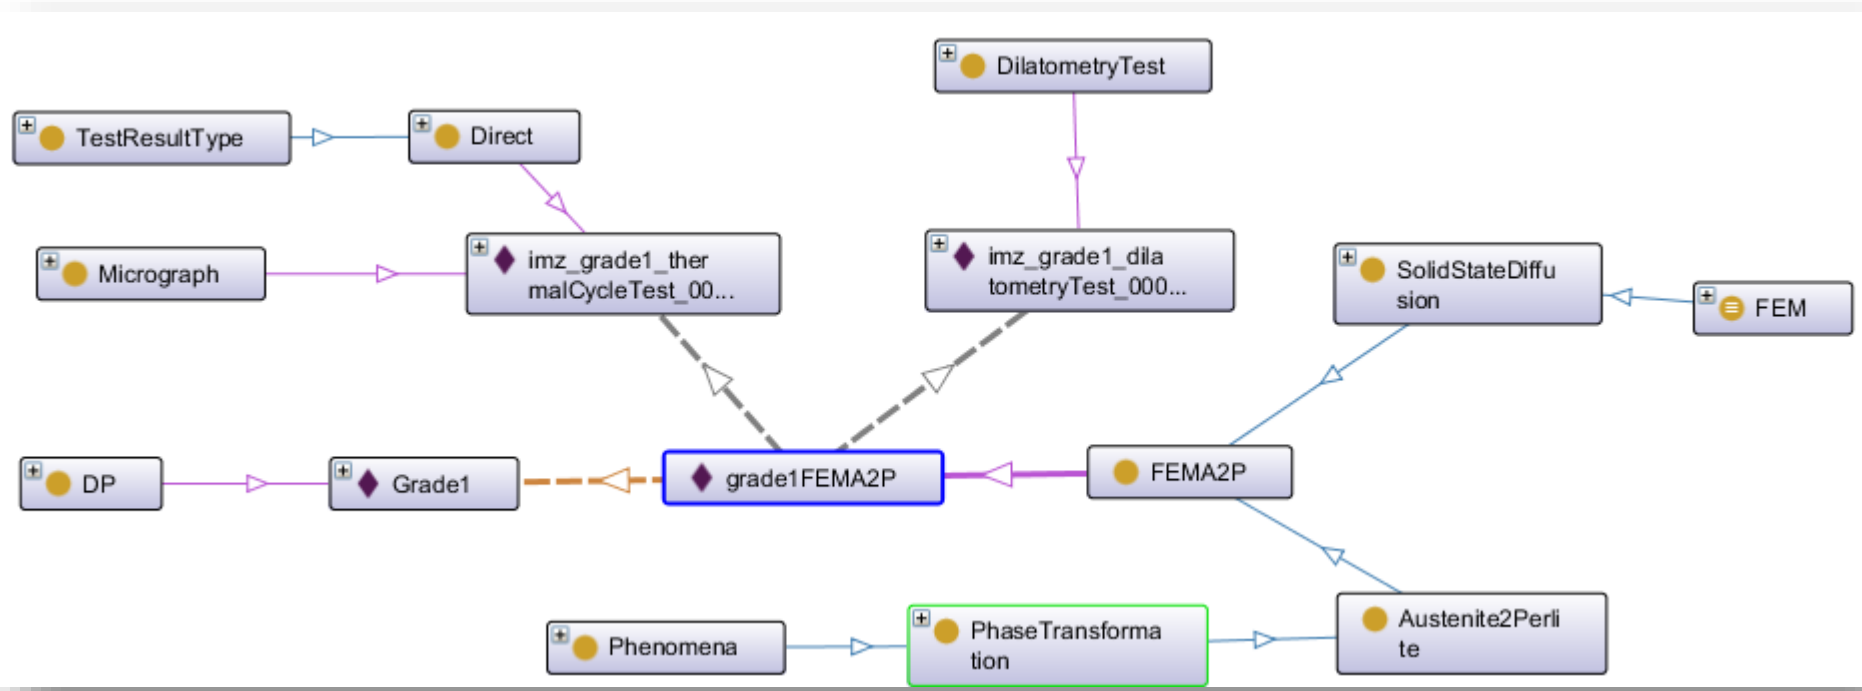 DilatometryTest
TestResultType
Direct
Micrograph
imz_grade1_ther
malCycleTest_00...
imz_grade1_dila
tometryTest_000...
SolidStateDiffu
sion
FEM
DP
Grade1
grade1FEMA2P
FEMA2P
Phenomena
PhaseTransforma
tion
Austenite2Perli
te